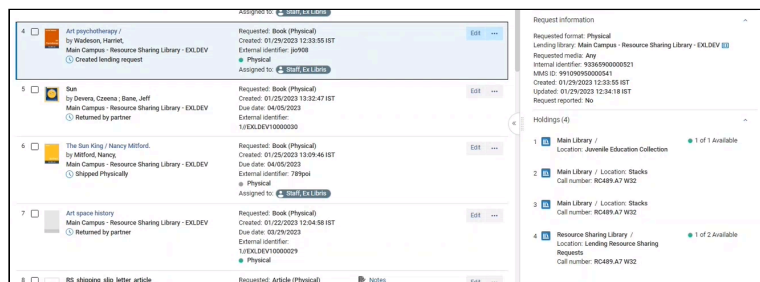 Assigned to: Staff, Ex Libris
4
Art psychotherapy /
by Wadeson, Harriet,
Main Campus - Resource Sharing Library - EXLDEV
Created lending request
Requested: Book (Physical)
Created: 01/29/2023 12:33:55 IST
External identifier: jio908
Physical
Assigned to: Staff, Ex Libris
Edit
5
Sun
by Devera, Czeena ; Bane, Jeff
Main Campus - Resource Sharing Library - EXLDEV
Returned by partner
Requested: Book (Physical)
Created: 01/25/2023 13:32:47 IST
Due date: 04/05/2023
External identifier:
1//EXLDEV10000030
Edit
6
The Sun King / Nancy Mitford.
by Mitford, Nancy,
Main Campus - Resource Sharing Library - EXLDEV
Shipped Physically
Requested: Book (Physical)
Created: 01/25/2023 13:09:46 IST
Due date: 04/05/2023
External identifier: 789poi
Physical
Assigned to: Staff, Ex Libris
Edit
7
Art space history
Main Campus - Resource Sharing Library - EXLDEV
Returned by partner
Requested: Book (Physical)
Created: 01/22/2023 12:04:58 IST
Due date: 03/29/2023
External identifier:
1//EXLDEV10000029
Physical
Edit
8
RS shipping slip letter article
Requested: Article (Physical)
Notes
Edit
Request information
Requested format: Physical
Lending library: Main Campus - Resource Sharing Library - EXLDEV
Requested media: Any
Internal identifier: 93365900000521
MMS ID: 991090950000541
Created: 01/29/2023 12:33:55 IST
Updated: 01/29/2023 12:34:18 IST
Request reported: No
Holdings (4)
1 Main Library / 1 of 1 Available
Location: Juvenile Education Collection
2 Main Library / Location: Stacks
Call number: RC489.A7 W32
3 Main Library / Location: Stacks
Call number: RC489.A7 W32
4 Resource Sharing Library / 1 of 2 Available
Location: Lending Resource Sharing
Requests
Call number: RC489.A7 W32